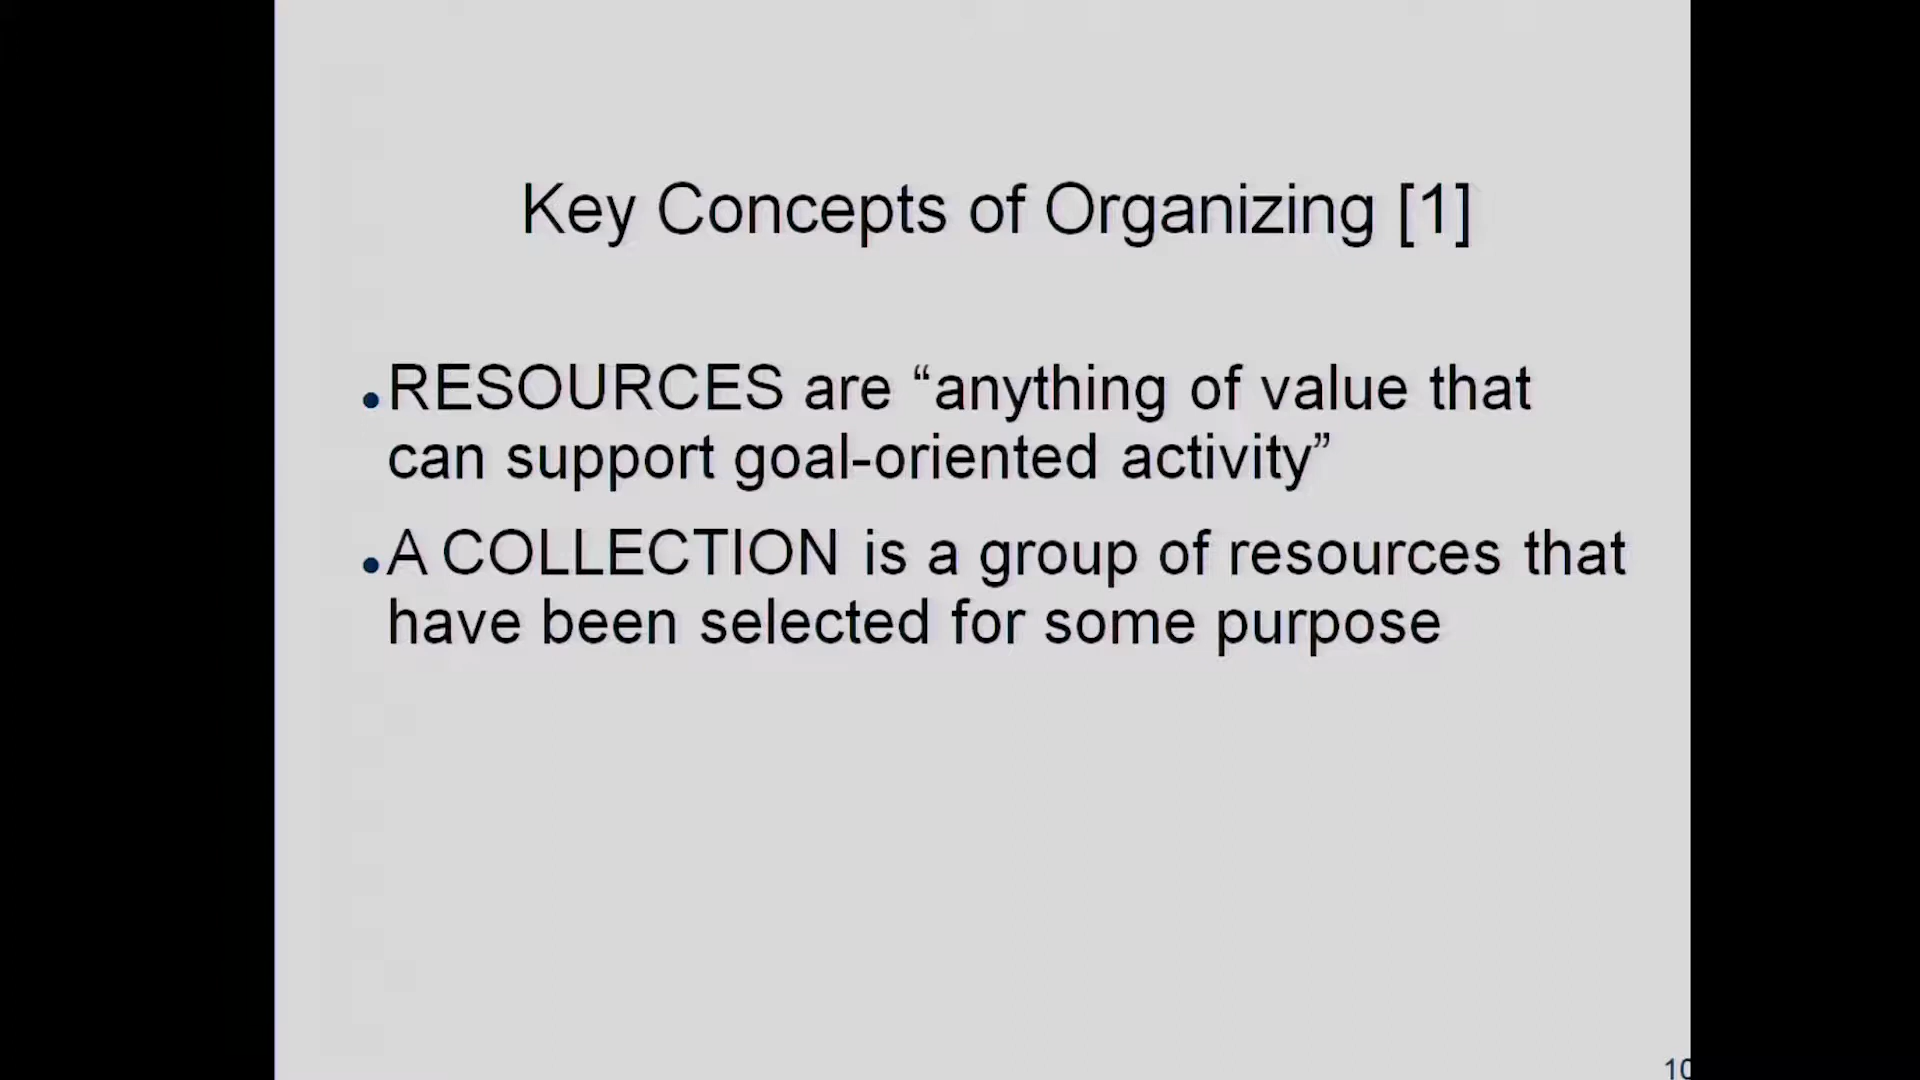 Key Concepts of Organizing [1]
RESOURCES are “anything of value that
can support goal-oriented activity”
A COLLECTION is a group of resources that
have been selected for some purpose
10